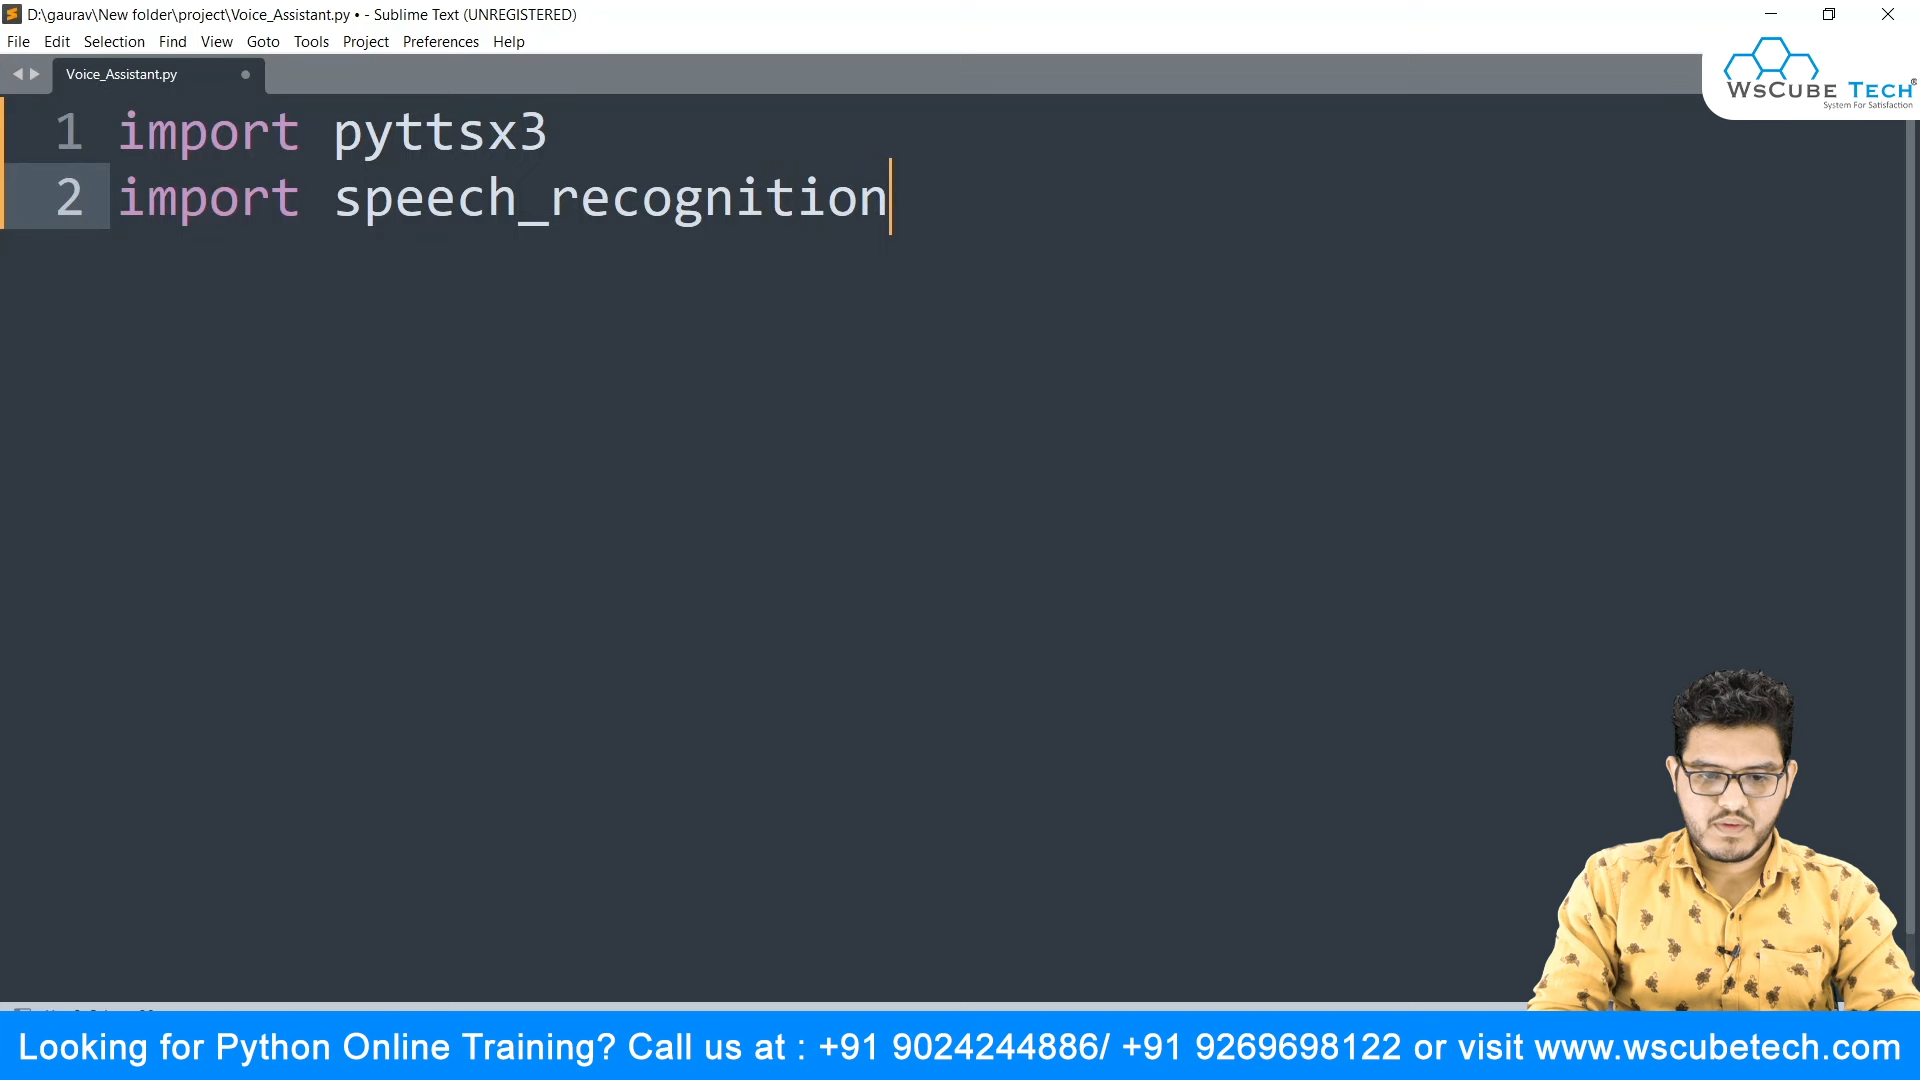 D:\gaurav\New folder\project\Voice_Assistant.py • - Sublime Text (UNREGISTERED)
File Edit Selection Find View Goto Tools Project Preferences Help
Voice_Assistant.py
WsCube Tech®
System For Satisfaction
1 import pyttsx3
2 import speech_recognition
Looking for Python Online Training? Call us at : +91 9024244886/ +91 9269698122 or visit www.wscubetech.com